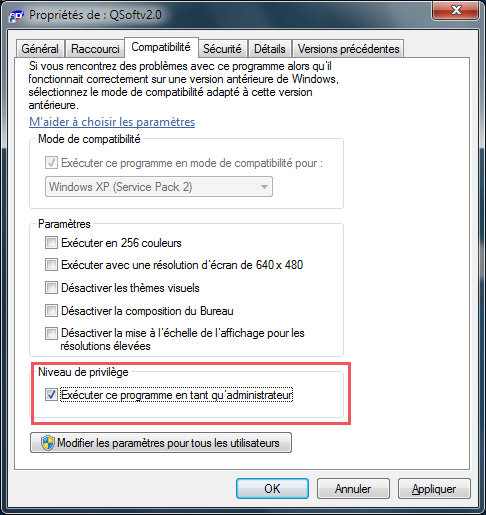 Propriétés de : QSoftv2.0
Général
Raccourci
Compatibilité
Sécurité
Détails
Versions précédentes
Si vous rencontrez des problèmes avec ce programme alors qu'il
fonctionnait correctement sur une version antérieure de Windows,
sélectionnez le mode de compatibilité adapté à cette version
antérieure.
M'aider à choisir les paramètres
Mode de compatibilité
Exécuter ce programme en mode de compatibilité pour :
Windows XP (Service Pack 2)
Paramètres
Exécuter en 256 couleurs
Exécuter avec une résolution d'écran de 640 x 480
Désactiver les thèmes visuels
Désactiver la composition du Bureau
Désactiver la mise à l'échelle de l'affichage pour les
résolutions élevées
Niveau de privilège
Exécuter ce programme en tant qu'administrateur
Modifier les paramètres pour tous les utilisateurs
OK
Annuler
Appliquer